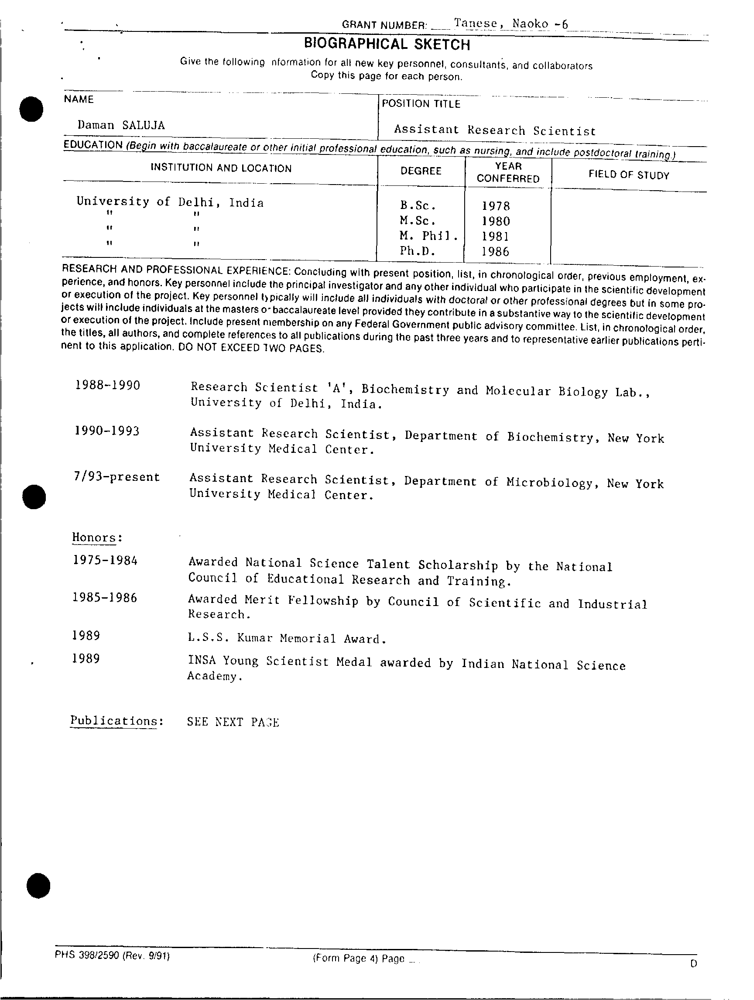 GRANT NUMBER: Tanese, Naoko -6
BIOGRAPHICAL SKETCH
Give the following nformation for all new key personnel, consultants, and collaborators
Copy this page for each person.
NAME
POSITION TITLE
Daman SALUJA
Assistant Research Scientist
EDUCATION (Begin with baccalaureate or other initial professional education, such as nursing, and include postdoctoral training.)
INSTITUTION AND LOCATION DEGREE YEAR CONFERRED FIELD OF STUDY
University of Delhi, India B.Sc. 1978
" " M.Sc. 1980
" " M. Phil. 1981
" " Ph.D. 1986
RESEARCH AND PROFESSIONAL EXPERIENCE: Concluding with present position, list, in chronological order, previous employment, ex-
perience, and honors. Key personnel include the principal investigator and any other individual who participate in the scientific development
or execution of the project. Key personnel typically will include all individuals with doctoral or other professional degrees but in some pro-
jects will include individuals at the masters or baccalaureate level provided they contribute in a substantive way to the scientific development
or execution of the project. Include present membership on any Federal Government public advisory committee. List, in chronological order,
the titles, all authors, and complete references to all publications during the past three years and to representative earlier publications perti-
nent to this application. DO NOT EXCEED TWO PAGES.
1988-1990 Research Scientist 'A', Biochemistry and Molecular Biology Lab.,
University of Delhi, India.
1990-1993 Assistant Research Scientist, Department of Biochemistry, New York
University Medical Center.
7/93-present Assistant Research Scientist, Department of Microbiology, New York
University Medical Center.
Honors:
1975-1984 Awarded National Science Talent Scholarship by the National
Council of Educational Research and Training.
1985-1986 Awarded Merit Fellowship by Council of Scientific and Industrial
Research.
1989 L.S.S. Kumar Memorial Award.
1989 INSA Young Scientist Medal awarded by Indian National Science
Academy.
Publications: SEE NEXT PAGE
PHS 398/2590 (Rev. 9/91) (Form Page 4) Page D